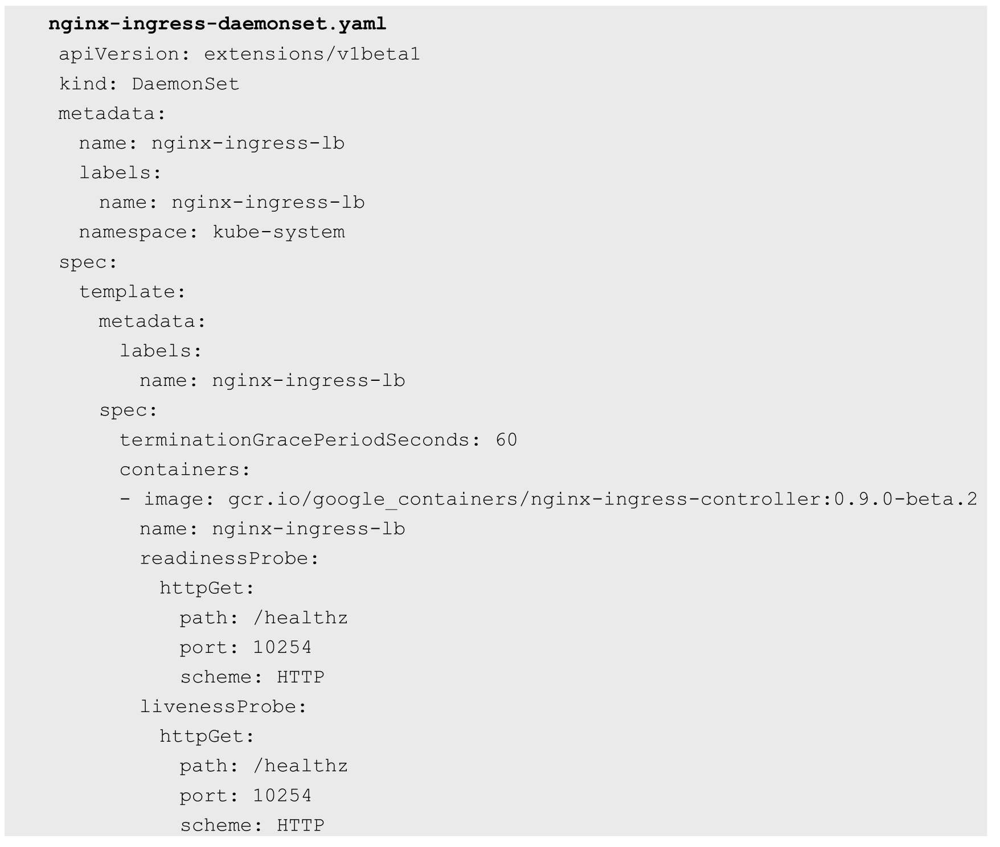 nginx-ingress-daemonset.yaml
apiVersion: extensions/v1beta1
kind: DaemonSet
metadata:
  name: nginx-ingress-lb
  labels:
    name: nginx-ingress-lb
  namespace: kube-system
spec:
  template:
    metadata:
      labels:
        name: nginx-ingress-lb
    spec:
      terminationGracePeriodSeconds: 60
      containers:
      - image: gcr.io/google_containers/nginx-ingress-controller:0.9.0-beta.2
        name: nginx-ingress-lb
        readinessProbe:
          httpGet:
            path: /healthz
            port: 10254
            scheme: HTTP
        livenessProbe:
          httpGet:
            path: /healthz
            port: 10254
            scheme: HTTP